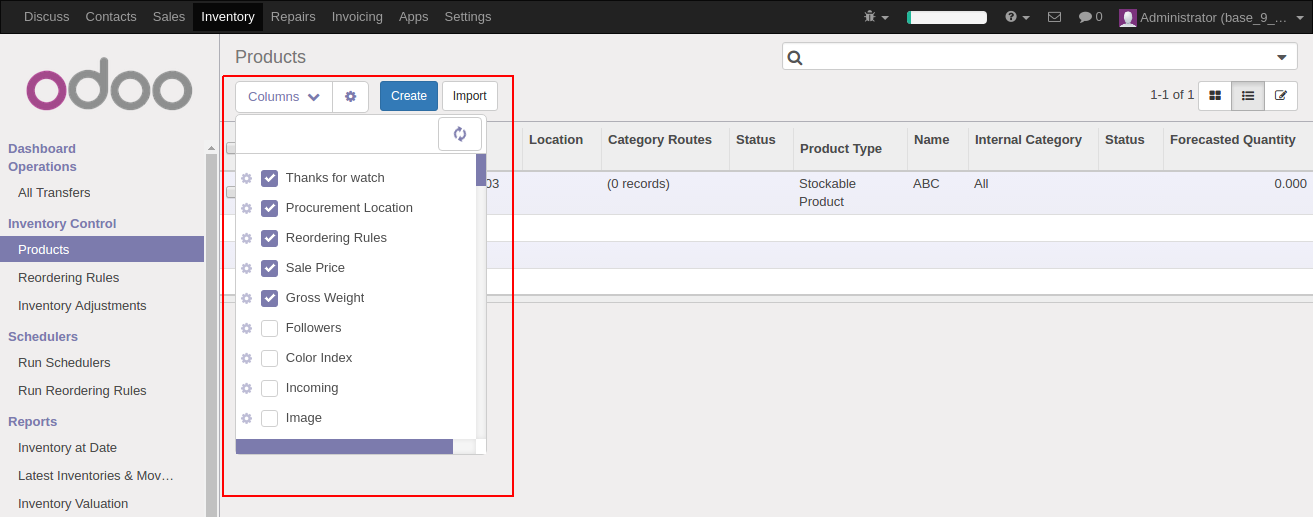 Discuss Contacts Sales Inventory Repairs Invoicing Apps Settings 0 Administrator (base_9_...
odoo
Products
Columns Create Import 1-1 of 1
Dashboard
Operations
All Transfers
Inventory Control
Products
Reordering Rules
Inventory Adjustments
Schedulers
Run Schedulers
Run Reordering Rules
Reports
Inventory at Date
Latest Inventories & Mov...
Inventory Valuation
Thanks for watch
Procurement Location
Reordering Rules
Sale Price
Gross Weight
Followers
Color Index
Incoming
Image
Location Category Routes Status Product Type Name Internal Category Status Forecasted Quantity
03 (0 records) Stockable ABC All 0.000
Product